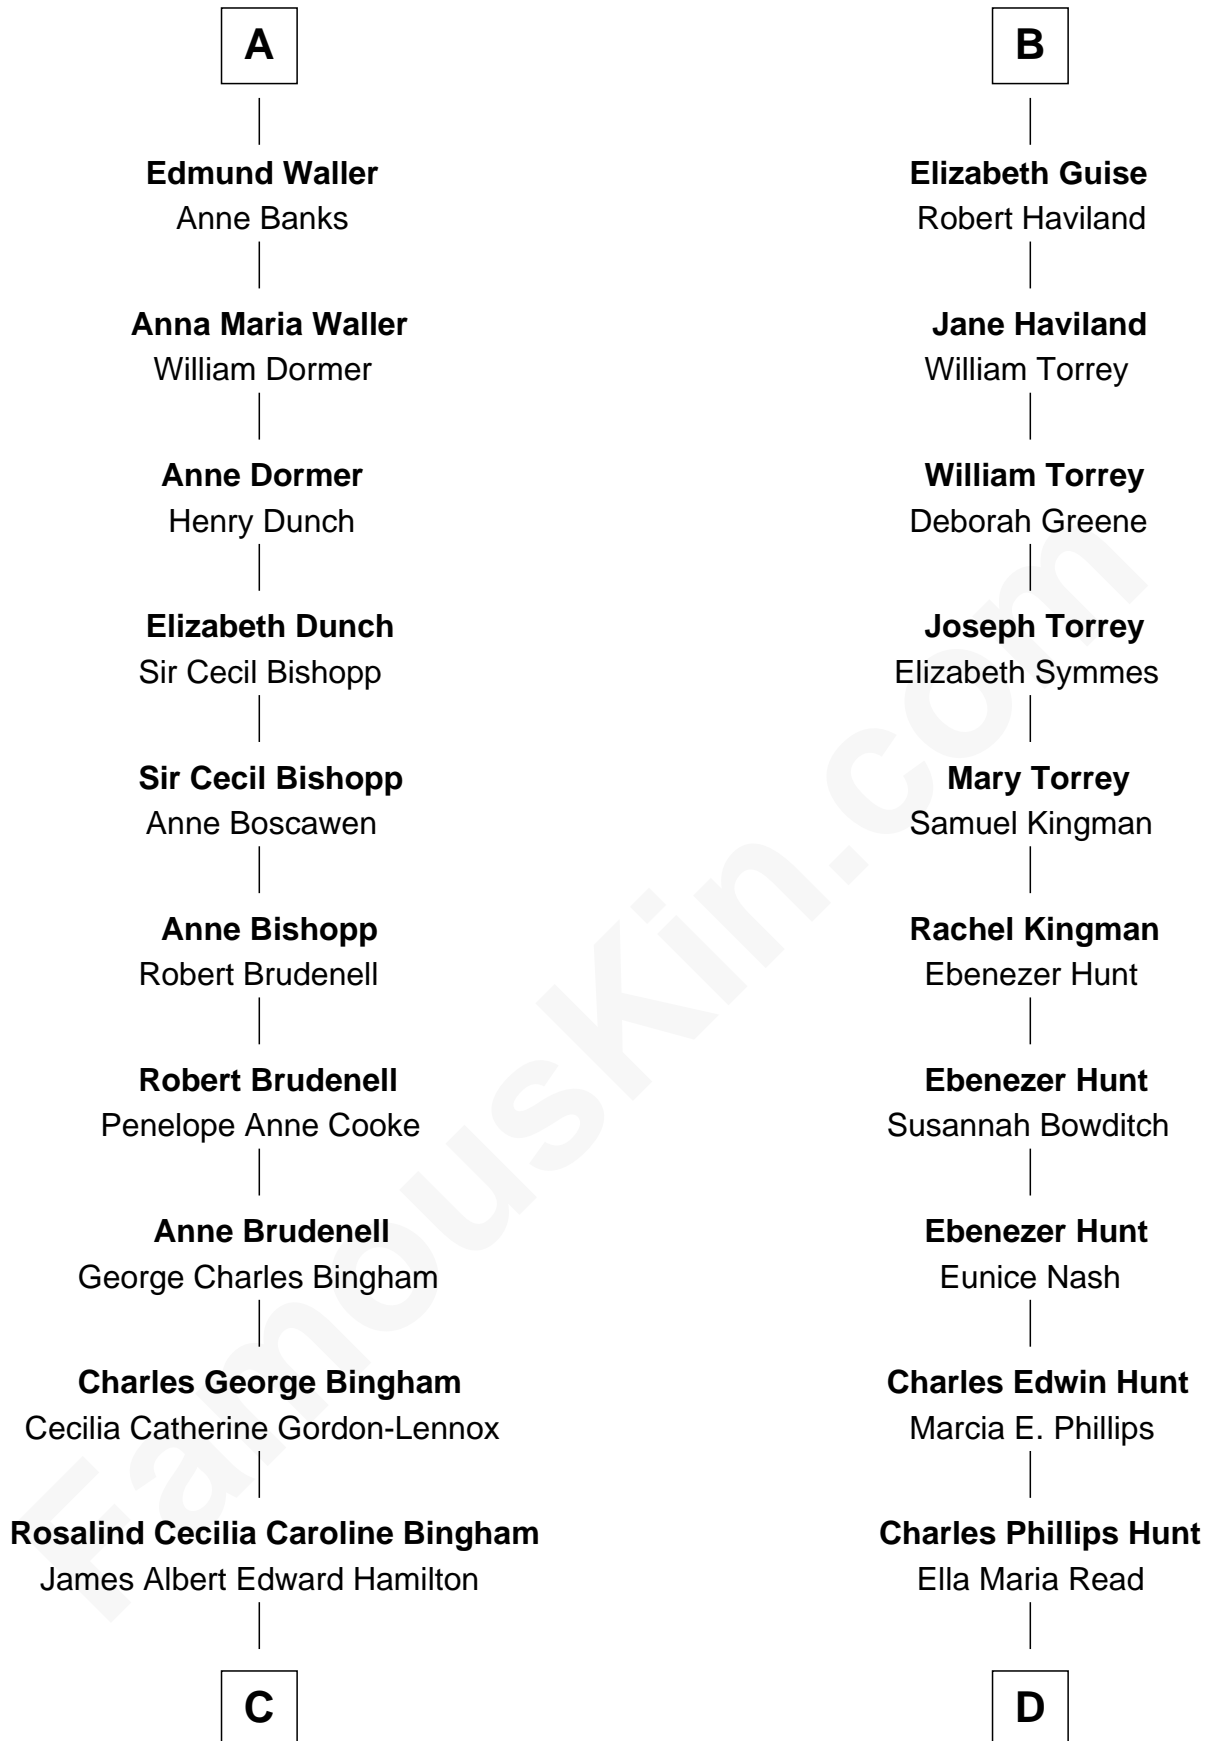 A
Edmund Waller
Anne Banks
Anna Maria Waller
William Dormer
Anne Dormer
Henry Dunch
Elizabeth Dunch
Sir Cecil Bishopp
Sir Cecil Bishopp
Anne Boscawen
Anne Bishopp
Robert Brudenell
Robert Brudenell
Penelope Anne Cooke
Anne Brudenell
George Charles Bingham
Charles George Bingham
Cecilia Catherine Gordon-Lennox
Rosalind Cecilia Caroline Bingham
James Albert Edward Hamilton
C
B
Elizabeth Guise
Robert Haviland
Jane Haviland
William Torrey
William Torrey
Deborah Greene
Joseph Torrey
Elizabeth Symmes
Mary Torrey
Samuel Kingman
Rachel Kingman
Ebenezer Hunt
Ebenezer Hunt
Susannah Bowditch
Ebenezer Hunt
Eunice Nash
Charles Edwin Hunt
Marcia E. Phillips
Charles Phillips Hunt
Ella Maria Read
D
FamousKin.com